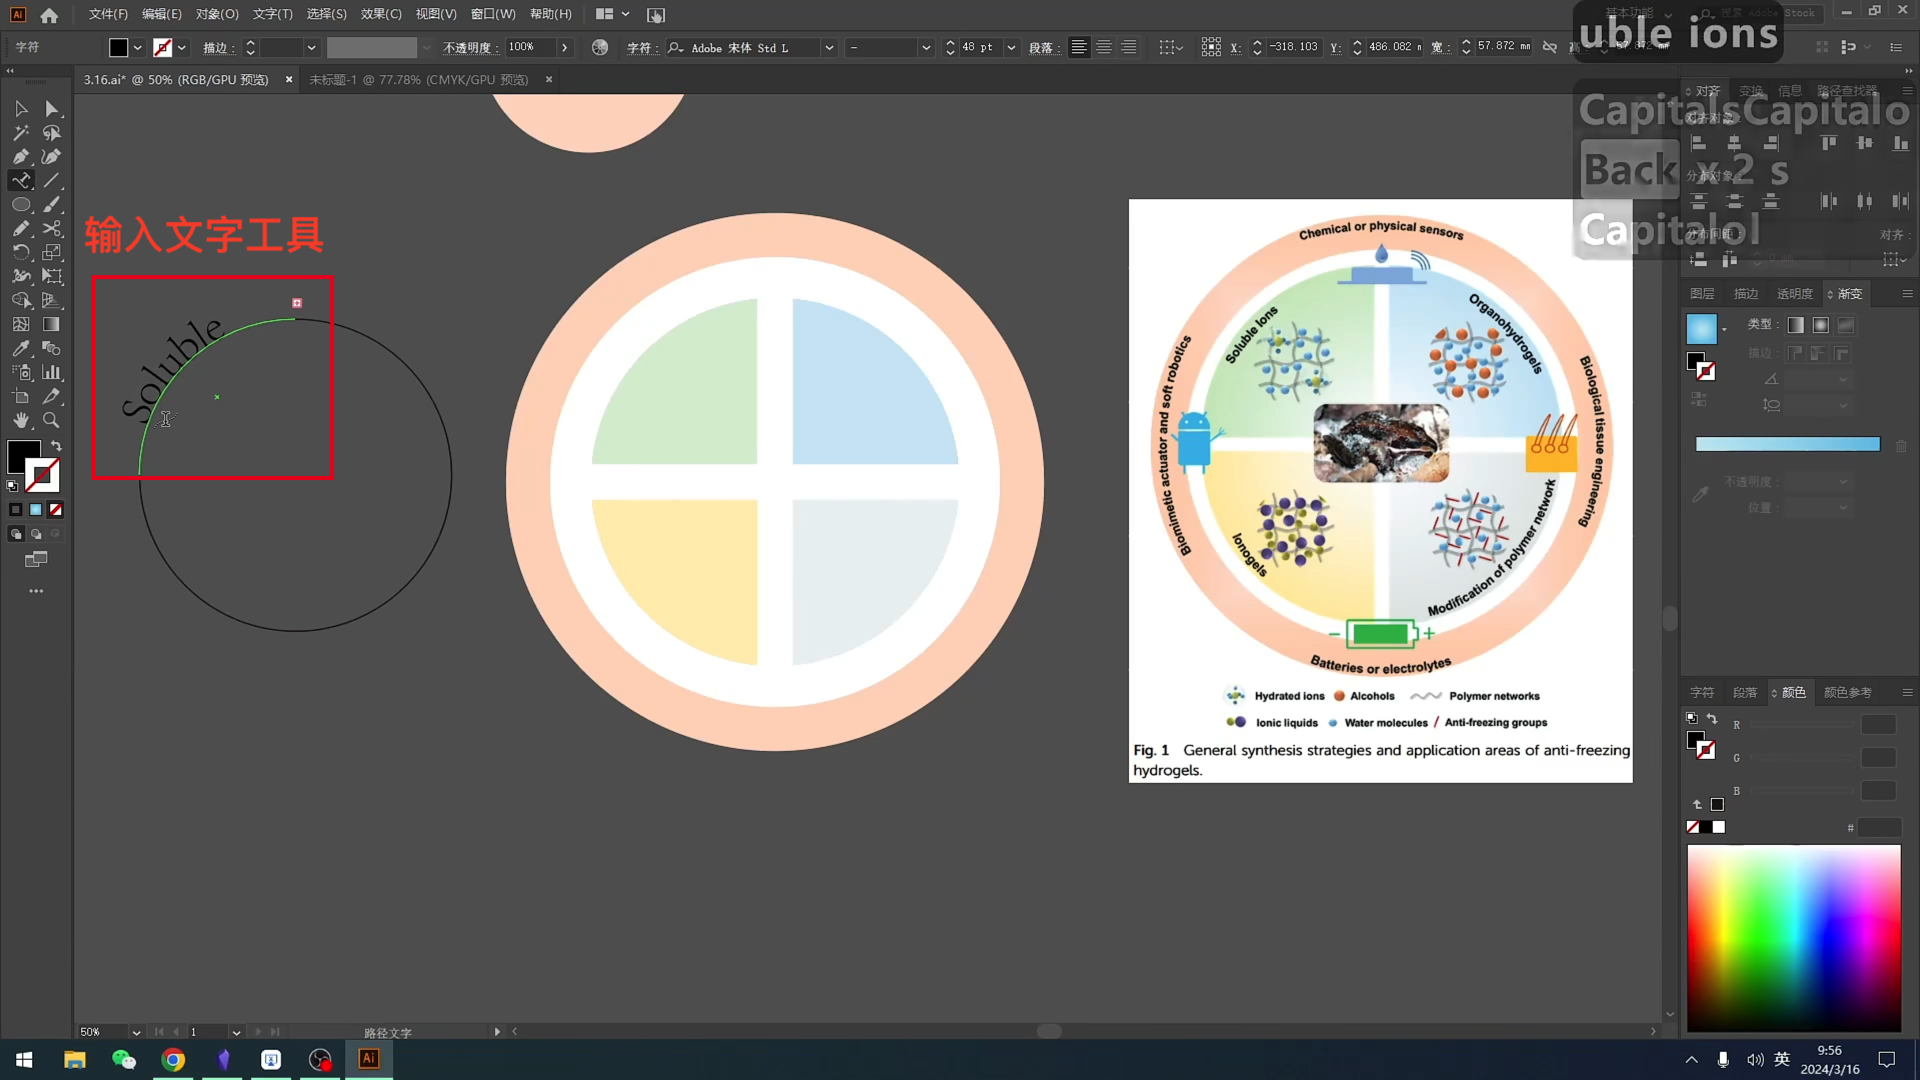 文件(F) 编辑(E) 对象(O) 文字(T) 选择(S) 效果(C) 视图(V) 窗口(W) 帮助(H)
基本功能
Adobe Stock
uble ions
字符
描边:
不透明度: 100%
字符:
Adobe 宋体 Std L
48 pt
段落:
X: -318.103
Y: 486.082 m
宽: 57.872 mm
3.16.ai* @ 50% (RGB/GPU 预览)
未标题-1 @ 77.78% (CMYK/GPU 预览)
对齐 变换 信息 路径查找器
CapitalsCapitalo
对齐对象:
Back x 2 s
分布对象:
Capitalol
分布间距:
对齐:
图层 描边 透明度 渐变
类型:
描边:
不透明度:
位置:
字符 段落 颜色 颜色参考
R
G
B
#
输入文字工具
Soluble
Chemical or physical sensors
Soluble ions
Organohydrogels
Biomimetic actuator and soft robotics
Biological tissue engineering
Ionogels
Modification of polymer network
− +
Batteries or electrolytes
Hydrated ions Alcohols Polymer networks
Ionic liquids Water molecules Anti-freezing groups
Fig. 1 General synthesis strategies and application areas of anti-freezing
hydrogels.
50%
1
路径文字
Ai
英
9:56
2024/3/16